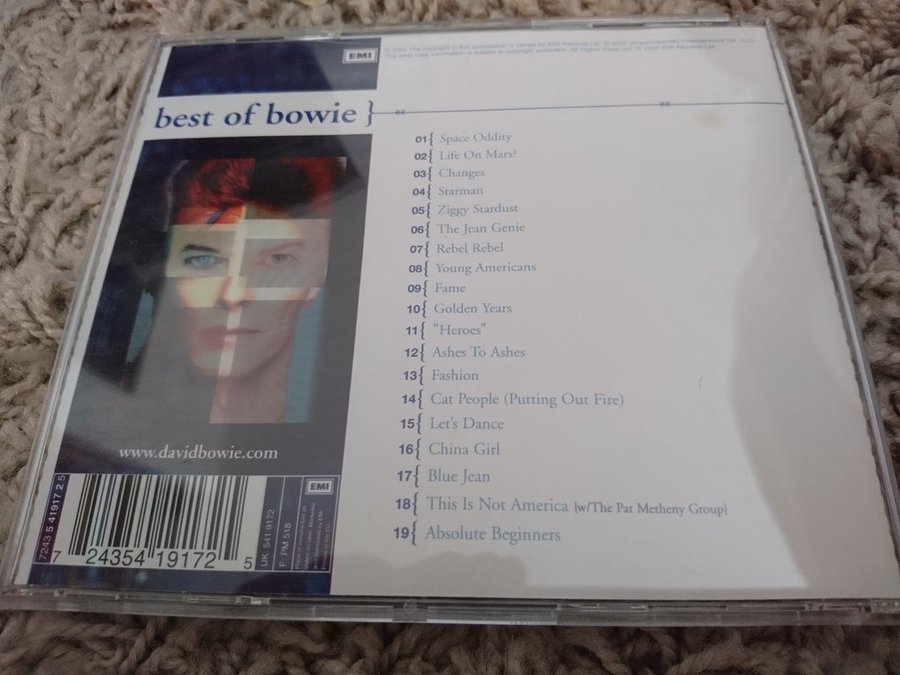 EMI
best of bowie }
01{ Space Oddity
02{ Life On Mars?
03{ Changes
04{ Starman
05{ Ziggy Stardust
06{ The Jean Genie
07{ Rebel Rebel
08{ Young Americans
09{ Fame
10{ Golden Years
11{ "Heroes"
12{ Ashes To Ashes
13{ Fashion
14{ Cat People (Putting Out Fire)
15{ Let's Dance
16{ China Girl
17{ Blue Jean
18{ This Is Not America {w/The Pat Metheny Group}
19{ Absolute Beginners
www.davidbowie.com
7243 5 41917 2 5
7 24354 19172 5
UK 541 9172
F: PM 518
EMI